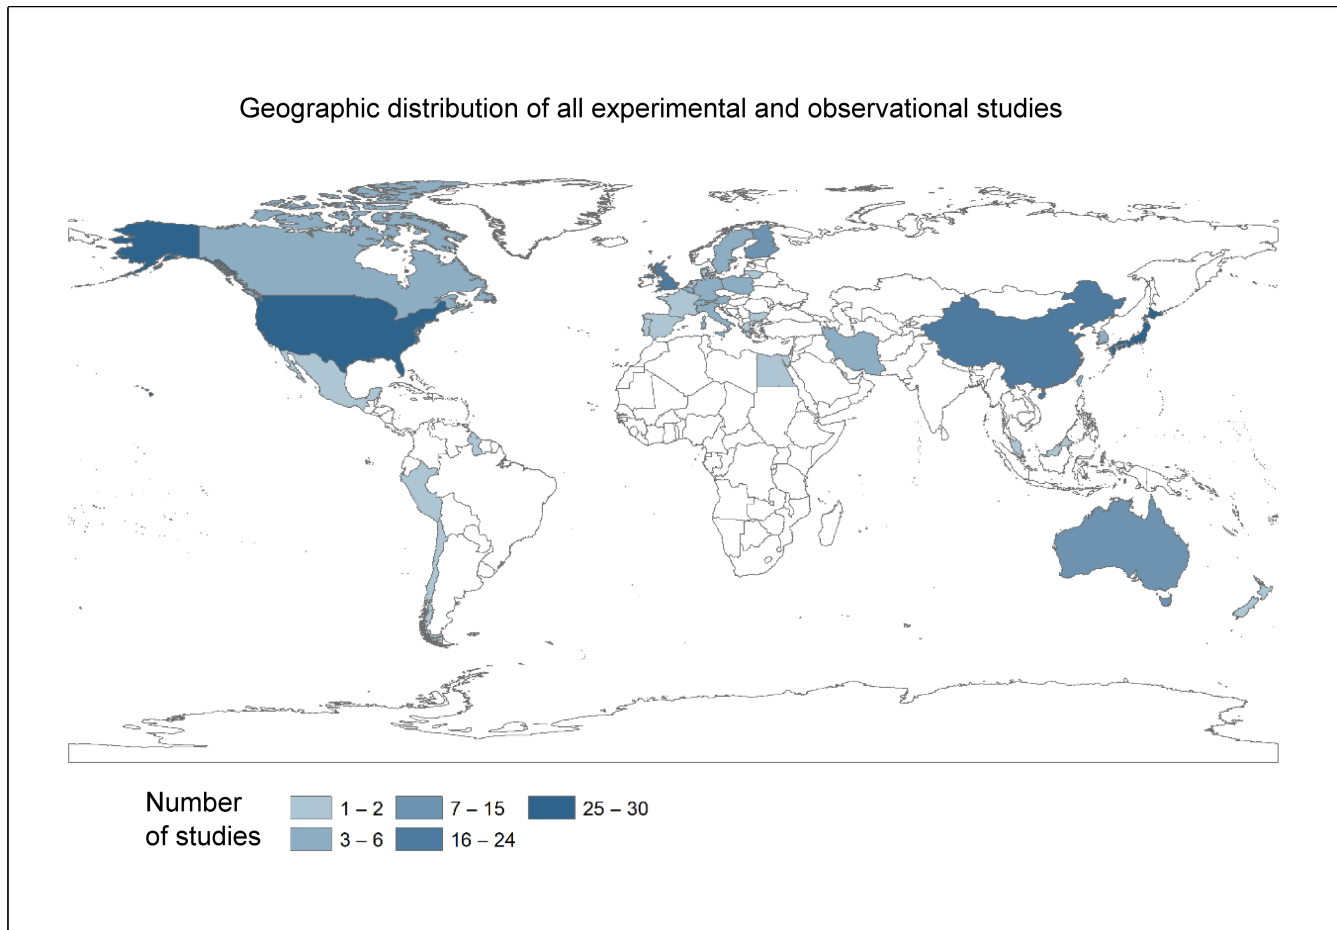 Geographic distribution of all experimental and observational studies
Number
of studies
1 – 2
7 – 15
25 – 30
3 – 6
16 – 24